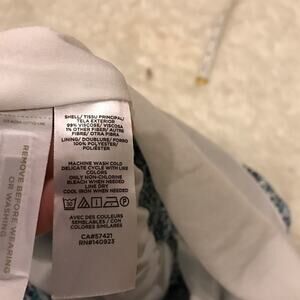 SHELL/ TISSU PRINCIPAL/
TELA EXTERIOR
99% VISCOSE/ VISCOSA
1% OTHER FIBER/ AUTRE
FIBRE/ OTRA FIBRA
LINING/ DOUBLURE/ FORRO
100% POLYESTER/
POLIÉSTER
MACHINE WASH COLD
DELICATE CYCLE WITH LIKE
COLORS
ONLY NON-CHLORINE
BLEACH WHEN NEEDED
LINE DRY
COOL IRON WHEN NEEDED
AVEC DES COULEURS
SEMBLABLES / CON
COLORES SIMILARES
CA#57421
RN#140923
REMOVE BEFORE WEARING
OR WASHING